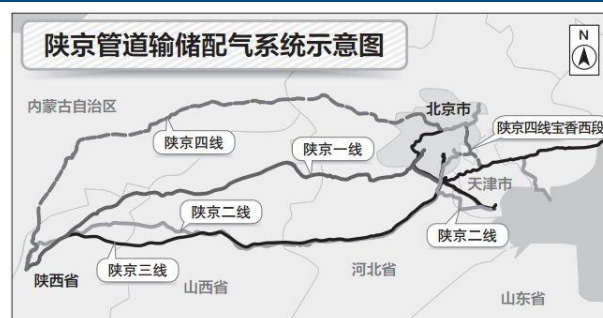 陕京管道输储配气系统示意图
N
内蒙古自治区
北京市
陕京四线
陕京一线
陕京四线宝香西段
天津市
陕京二线
陕京二线
陕京三线
陕西省
山西省
河北省
山东省